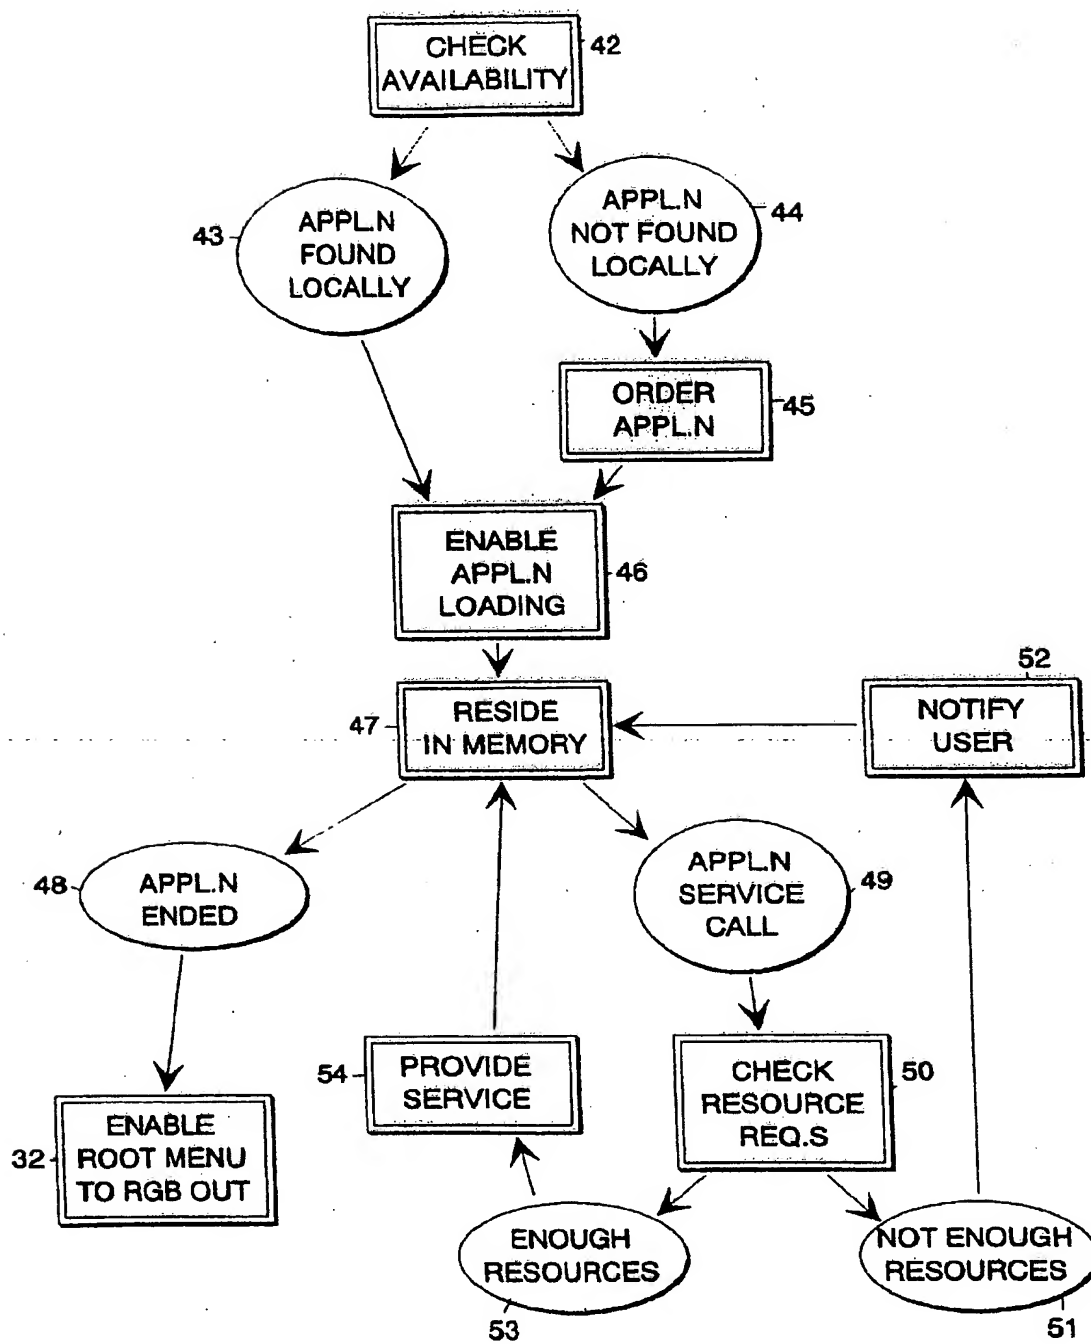 CHECK
AVAILABILITY
42
APPL.N
FOUND
LOCALLY
43
APPL.N
NOT FOUND
LOCALLY
44
ORDER
APPL.N
45
ENABLE
APPL.N
LOADING
46
RESIDE
IN MEMORY
47
52
NOTIFY
USER
48
APPL.N
ENDED
APPL.N
SERVICE
CALL
49
54
PROVIDE
SERVICE
CHECK
RESOURCE
REQ.S
50
32
ENABLE
ROOT MENU
TO RGB OUT
ENOUGH
RESOURCES
53
NOT ENOUGH
RESOURCES
51